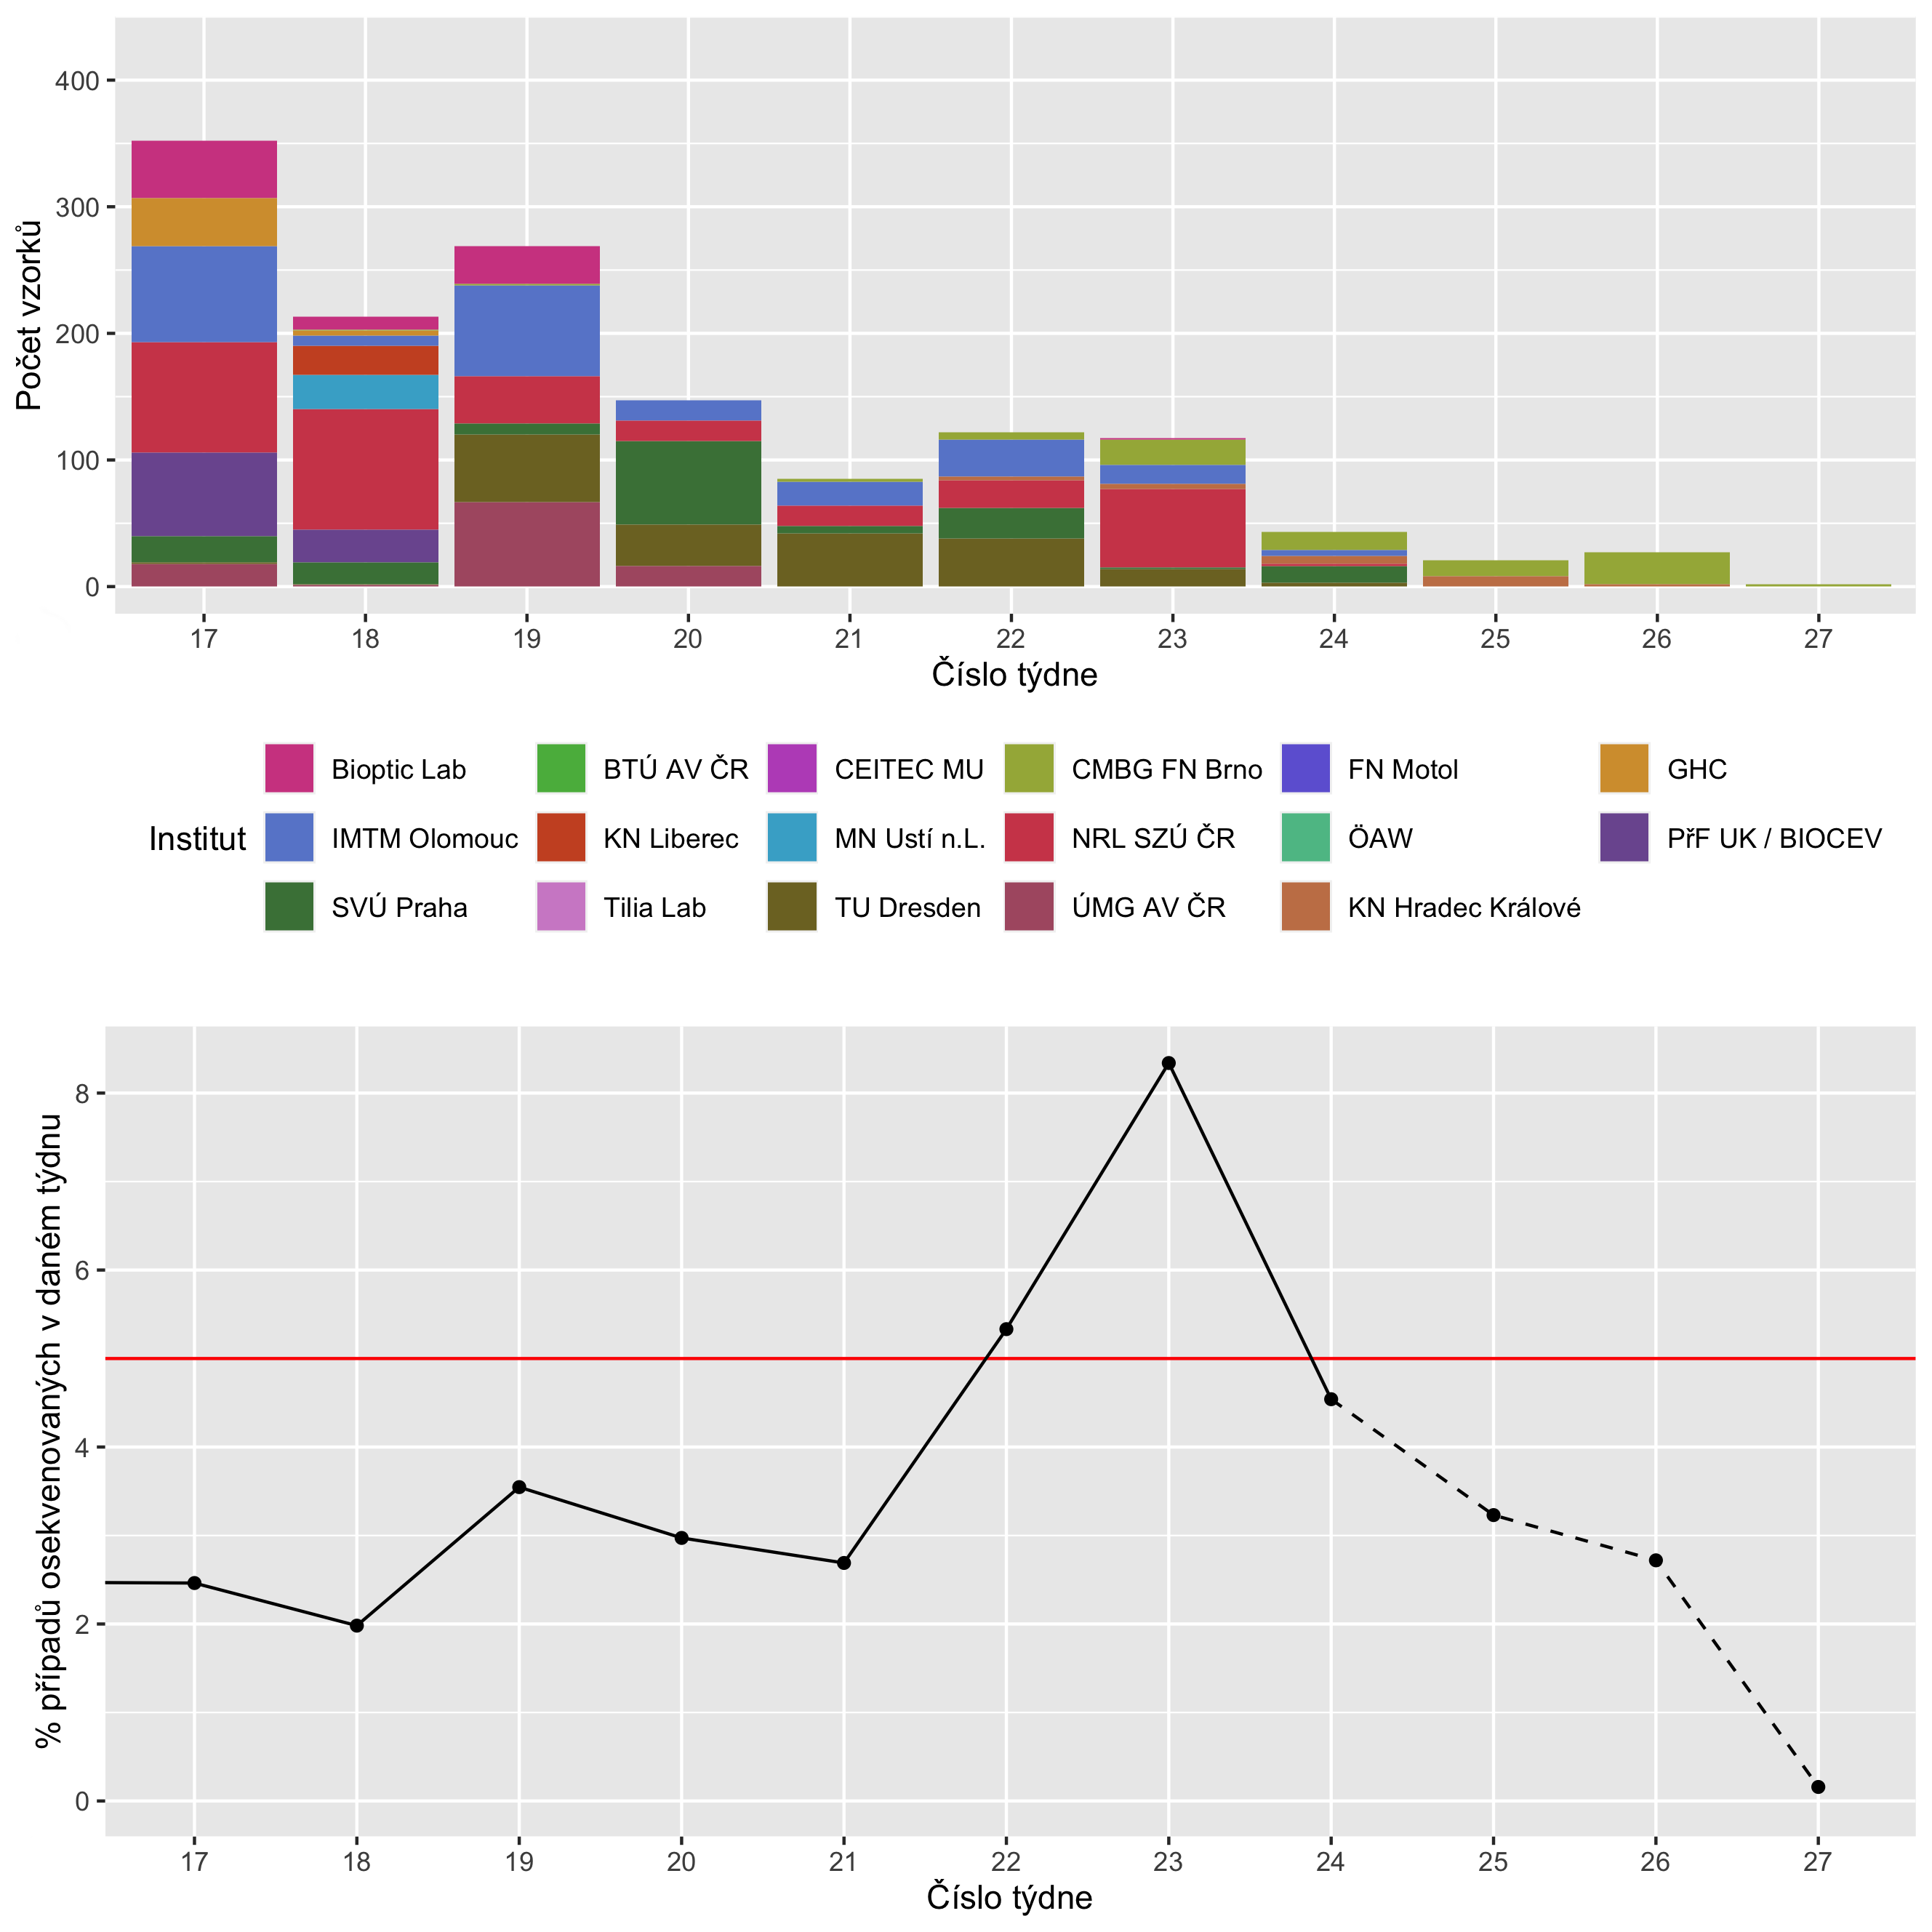 400
300
200
100
0
Počet vzorků
17 18 19 20 21 22 23 24 25 26 27
Číslo týdne
Bioptic Lab BTÚ AV ČR CEITEC MU CMBG FN Brno FN Motol GHC
Institut IMTM Olomouc KN Liberec MN Ustí n.L. NRL SZÚ ČR ÖAW PřF UK / BIOCEV
SVÚ Praha Tilia Lab TU Dresden ÚMG AV ČR KN Hradec Králové
8
6
4
2
0
% případů osekvenovaných v daném týdnu
17 18 19 20 21 22 23 24 25 26 27
Číslo týdne